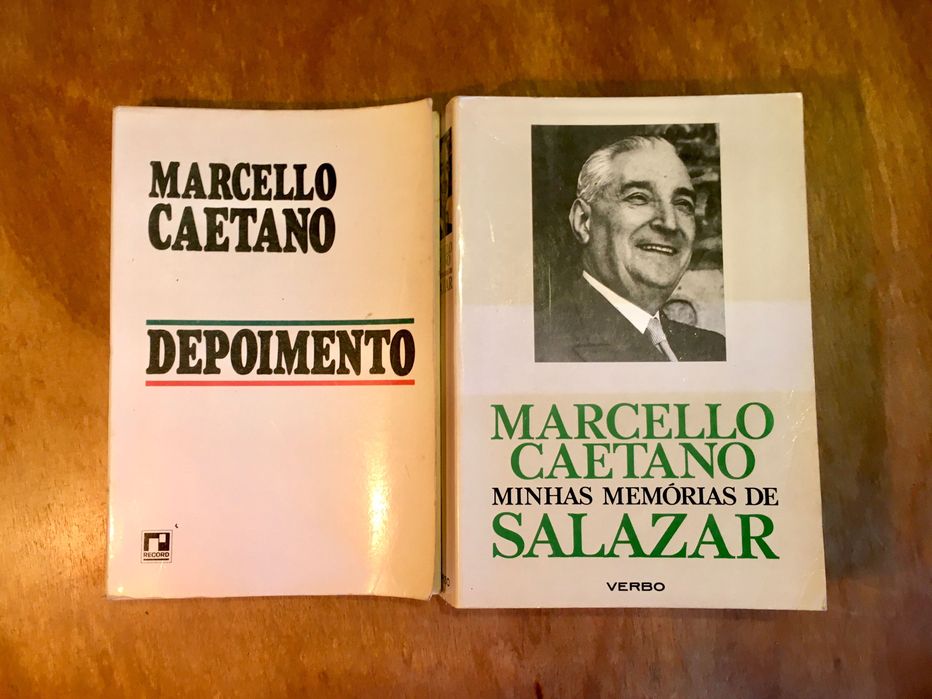 MARCELLO
CAETANO
DEPOIMENTO
RECORD
MARCELLO
CAETANO
MINHAS MEMÓRIAS DE
SALAZAR
VERBO